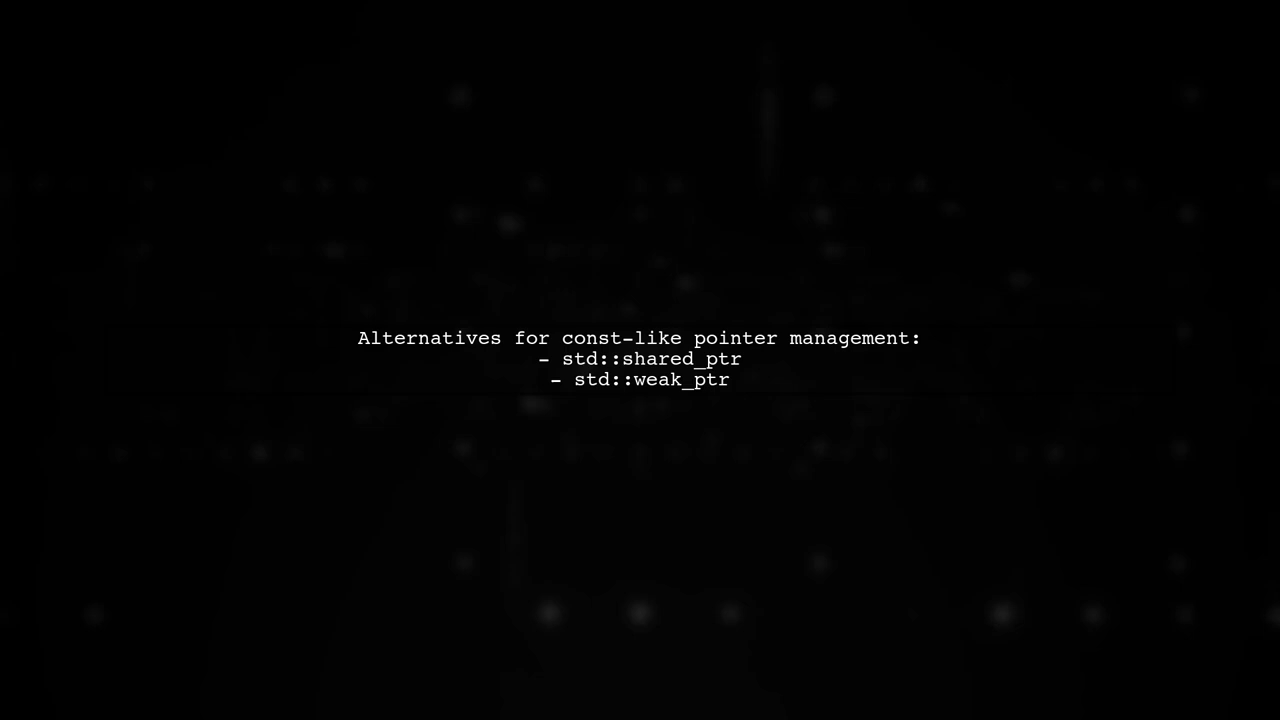 Alternatives for const-like pointer management:
- std::shared_ptr
- std::weak_ptr